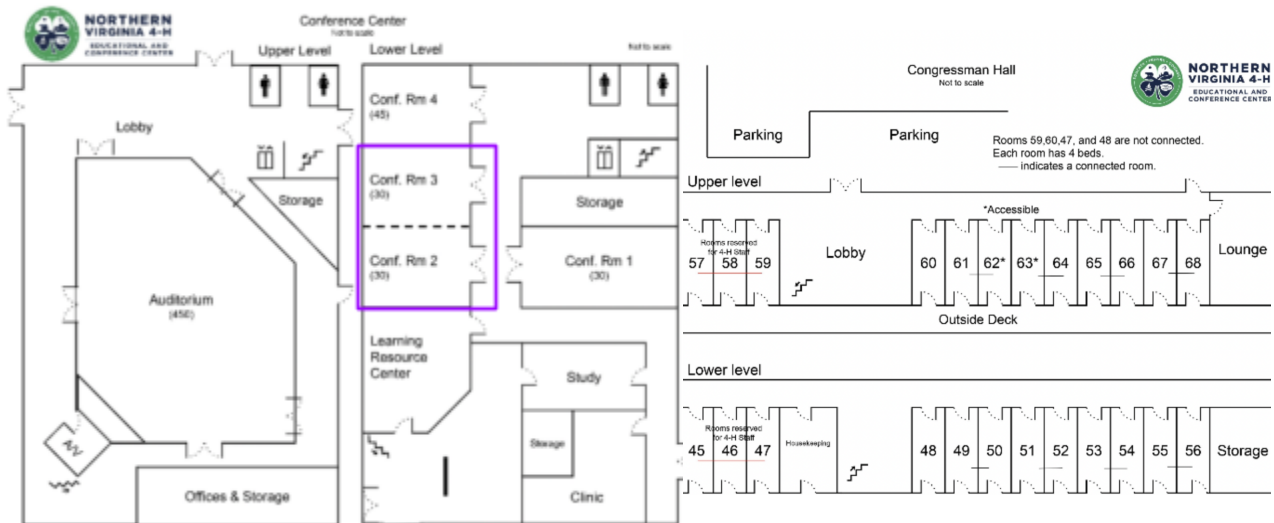 NORTHERN
VIRGINIA 4-H
EDUCATIONAL AND
CONFERENCE CENTER
Conference Center
Not to scale
Upper Level
Lobby
Storage
Auditorium
(450)
A/V
Offices & Storage
Lower Level
Not to scale
Conf. Rm 4
(45)
Conf. Rm 3
(30)
Storage
Conf. Rm 2
(30)
Conf. Rm 1
(30)
Learning
Resource
Center
Study
Storage
Clinic
Congressman Hall
Not to scale
NORTHERN
VIRGINIA 4-H
EDUCATIONAL AND
CONFERENCE CENTER
Parking
Parking
Rooms 59,60,47, and 48 are not connected.
Each room has 4 beds.
indicates a connected room.
Upper level
*Accessible
Rooms reserved
for 4-H Staff
57 58 59
Lobby
60 61 62* 63* 64 65 66 67 68
Lounge
Outside Deck
Lower level
Rooms reserved
for 4-H Staff
45 46 47
Housekeeping
48 49 50 51 52 53 54 55 56
Storage